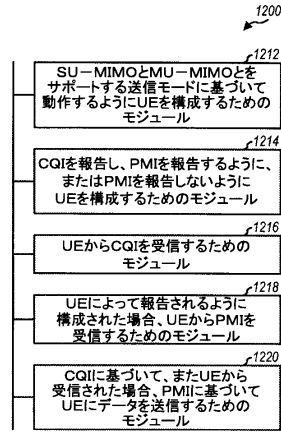 1200
1212
SU－MIMOとMU－MIMOとを
サポートする送信モードに基づいて
動作するようにUEを構成するための
モジュール
1214
CQIを報告し、PMIを報告するように、
またはPMIを報告しないように
UEを構成するための
モジュール
1216
UEからCQIを受信するための
モジュール
1218
UEによって報告されるように
構成された場合、UEからPMIを
受信するためのモジュール
1220
CQIに基づいて、またUEから
受信された場合、PMIに基づいて
UEにデータを送信するための
モジュール